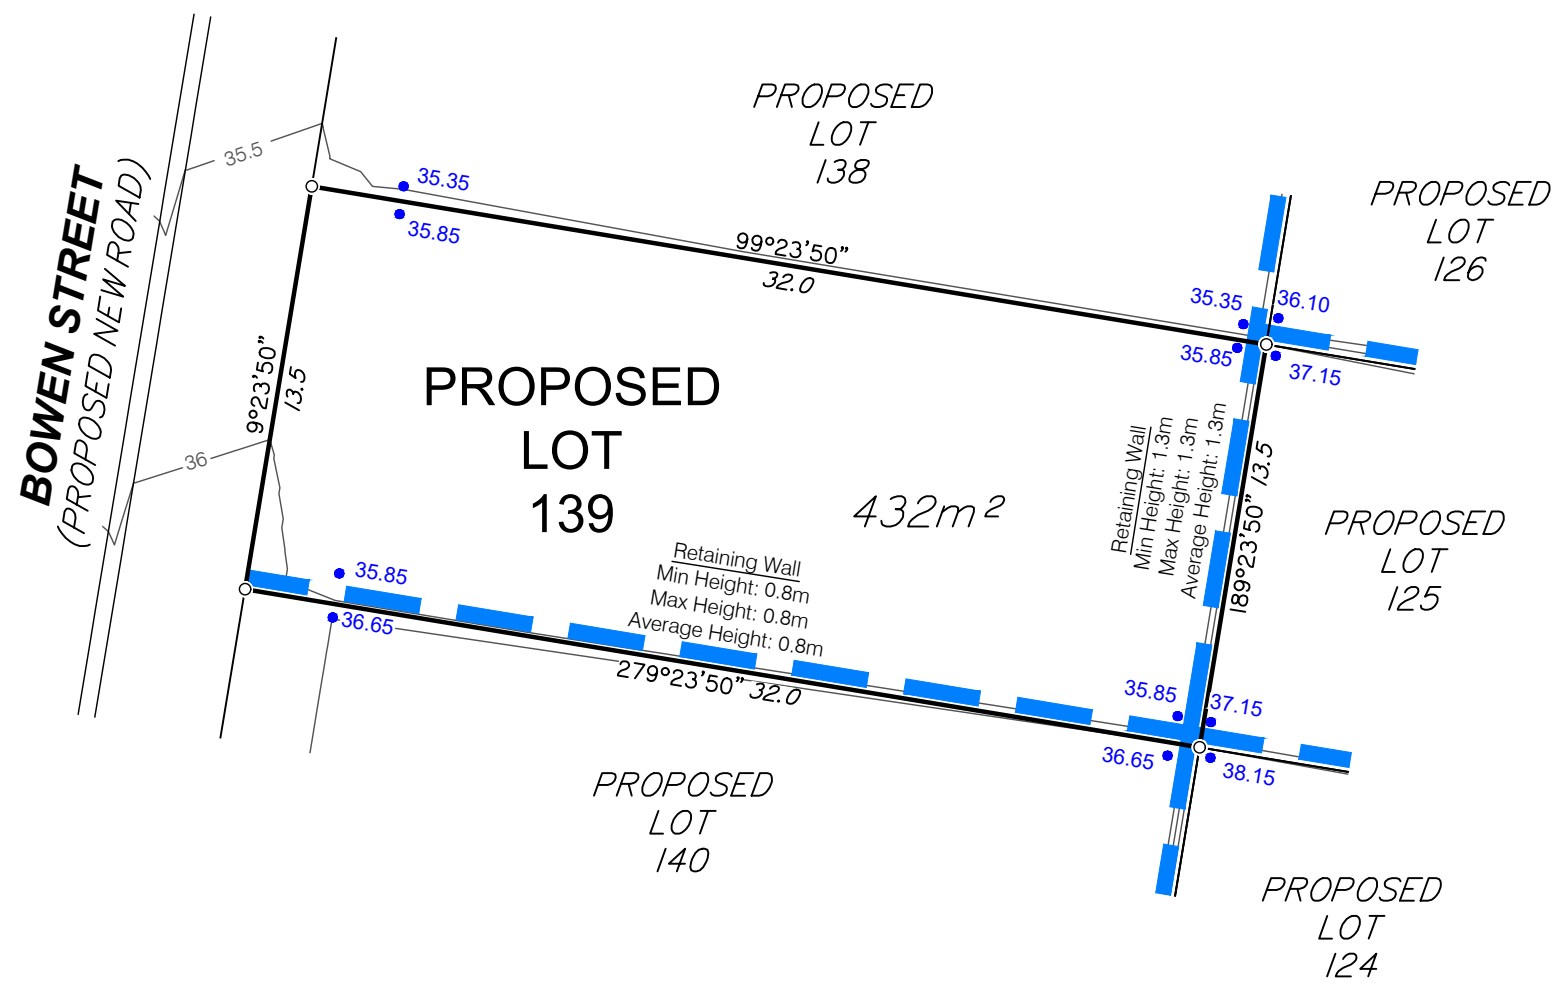 BOWEN STREET
(PROPOSED NEW ROAD)
35.5
36
PROPOSED
LOT
138
PROPOSED
LOT
126
35.35
35.85
99°23'50"
32.0
35.35
36.10
35.85
37.15
9°23'50"
13.5
PROPOSED
LOT
139
432m²
Retaining Wall
Min Height: 1.3m
Max Height: 1.3m
Average Height: 1.3m
189°23'50" 13.5
PROPOSED
LOT
125
Retaining Wall
Min Height: 0.8m
Max Height: 0.8m
Average Height: 0.8m
35.85
36.65
279°23'50" 32.0
35.85
37.15
36.65
38.15
PROPOSED
LOT
140
PROPOSED
LOT
124